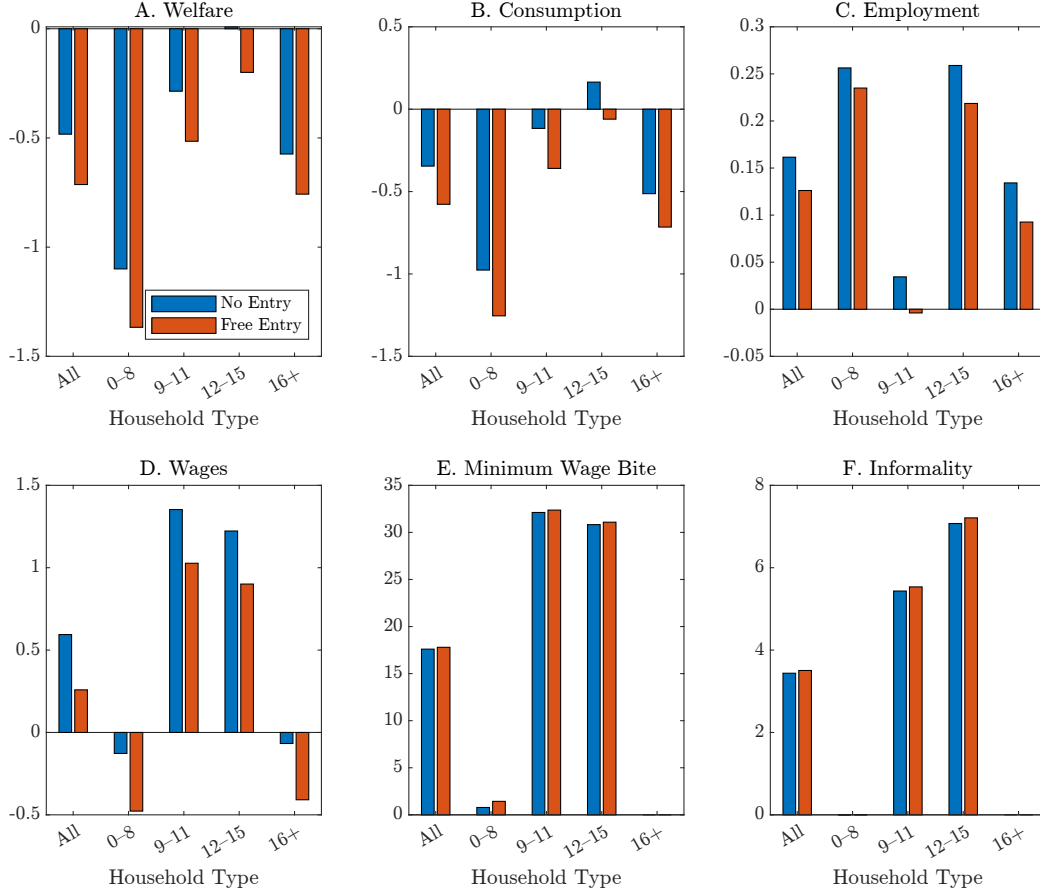 A. Welfare
0
-0.5
-1
-1.5
No Entry
Free Entry
All
0–8
9–11
12–15
16+
Household Type
B. Consumption
0.5
0
-0.5
-1
-1.5
All
0–8
9–11
12–15
16+
Household Type
C. Employment
0.25
0.2
0.15
0.1
0.05
0
-0.05
All
0–8
9–11
12–15
16+
Household Type
D. Wages
1.5
1
0.5
0
-0.5
All
0–8
9–11
12–15
16+
Household Type
E. Minimum Wage Bite
35
30
25
20
15
10
5
0
All
0–8
9–11
12–15
16+
Household Type
F. Informality
8
6
4
2
0
All
0–8
9–11
12–15
16+
Household Type